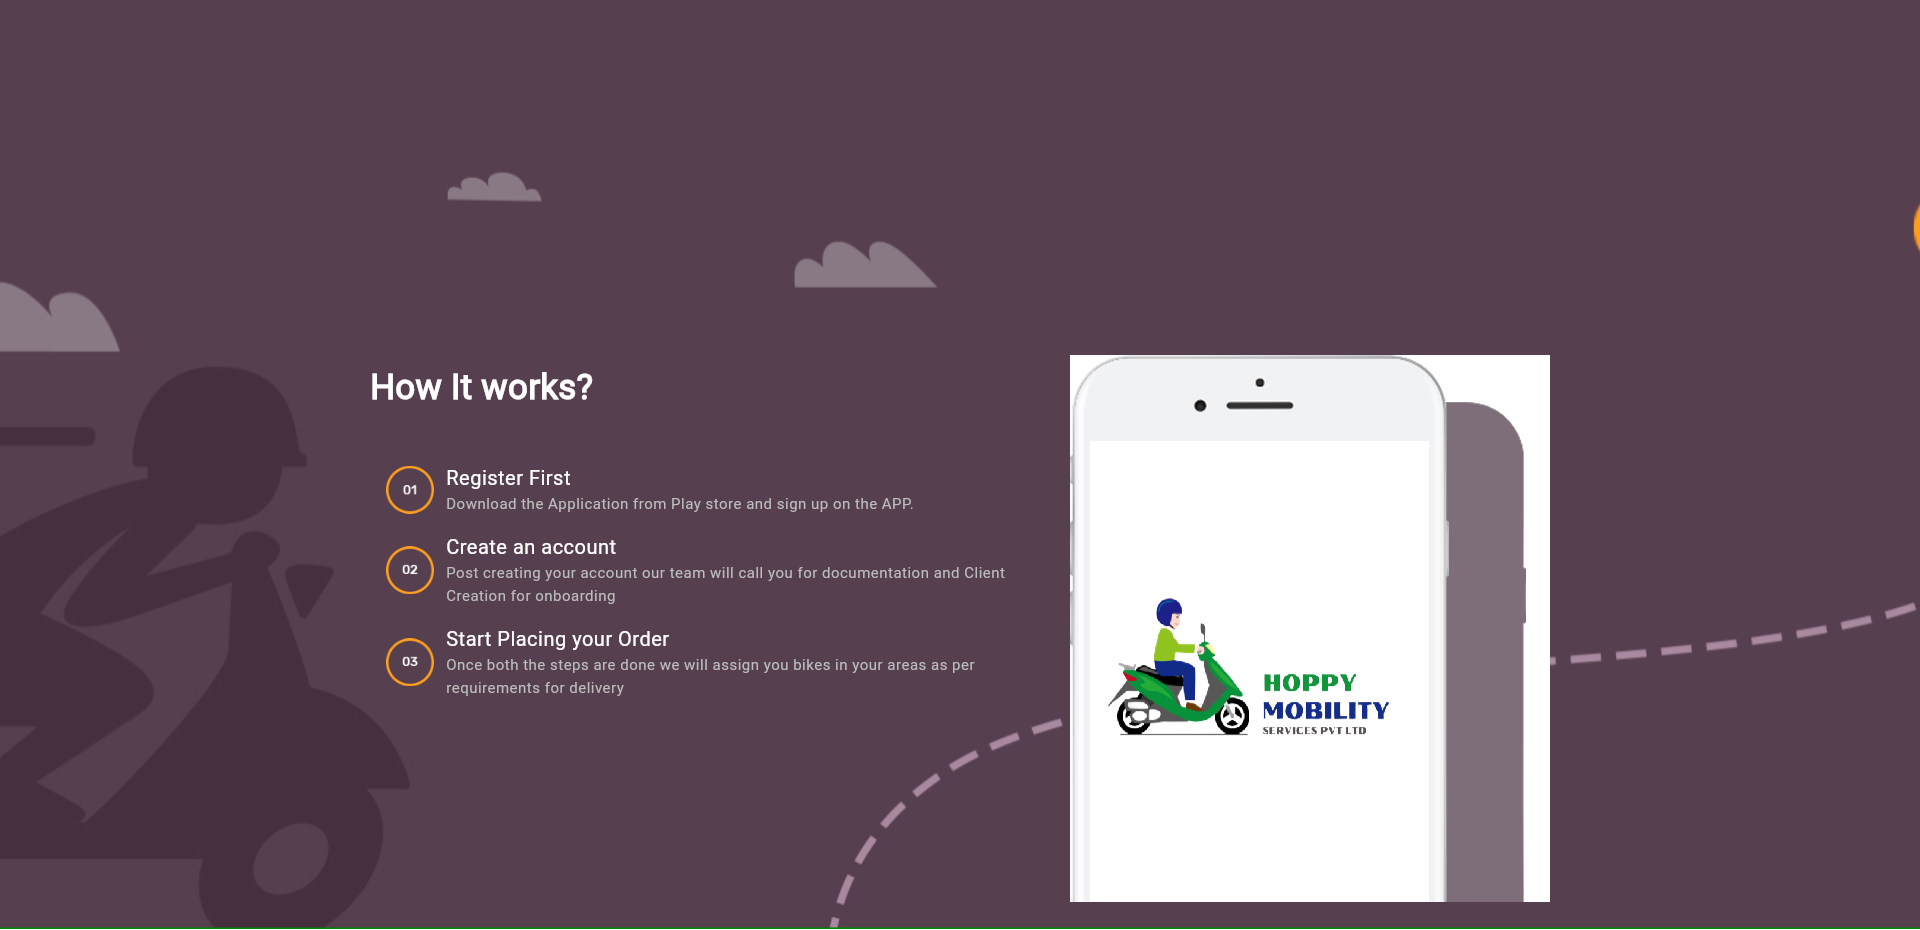 How It works?
01
Register First
Download the Application from Play store and sign up on the APP.
02
Create an account
Post creating your account our team will call you for documentation and Client
Creation for onboarding
03
Start Placing your Order
Once both the steps are done we will assign you bikes in your areas as per
requirements for delivery
HOPPY
MOBILITY
SERVICES PVT LTD